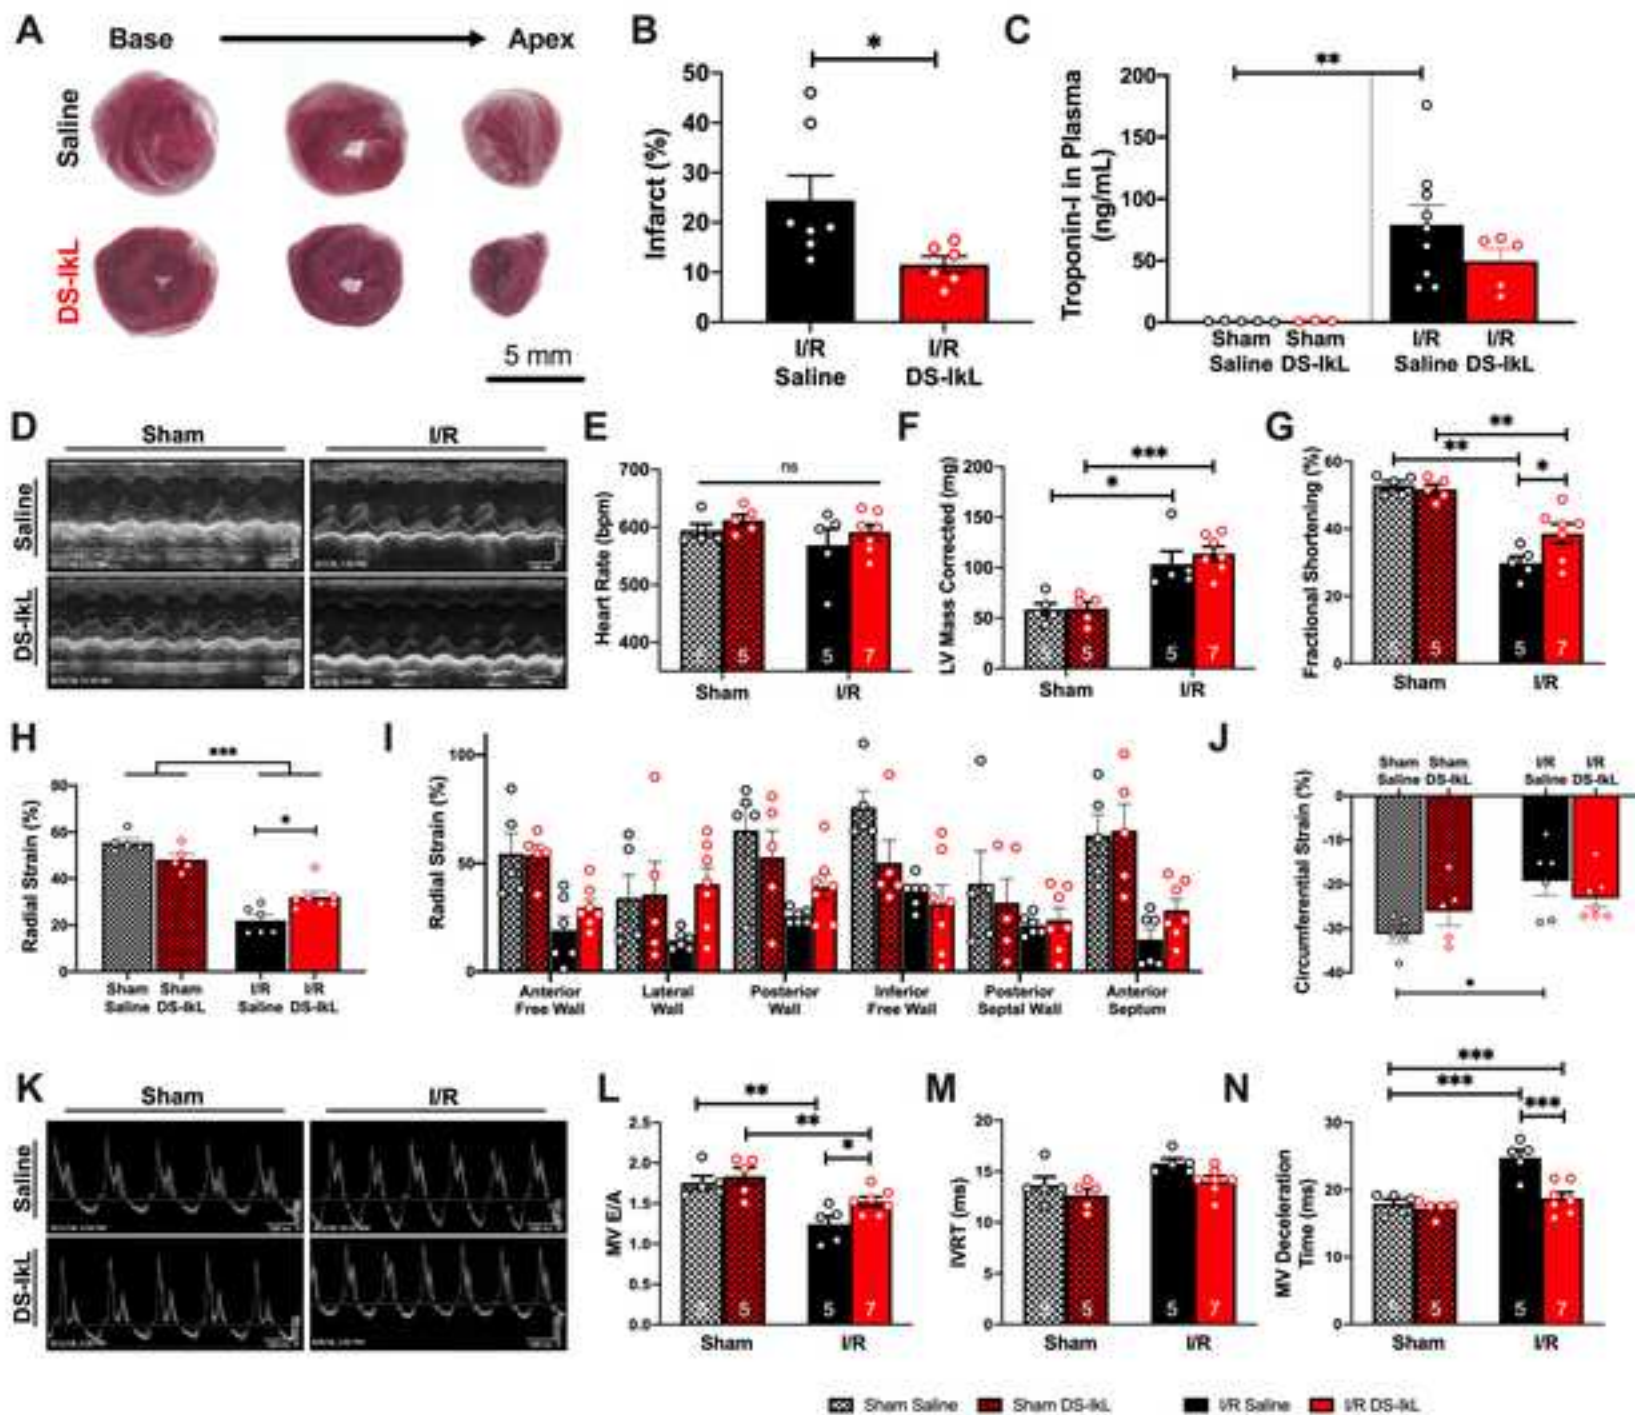 A
Base
Apex
Saline
DS-IkL
5 mm
B
*
Infarct (%)
50
40
30
20
10
0
I/R
Saline
I/R
DS-IkL
C
**
Troponin-I in Plasma
(ng/mL)
200
150
100
50
0
Sham
Saline
Sham
DS-IkL
I/R
Saline
I/R
DS-IkL
D
Sham
I/R
Saline
DS-IkL
E
ns
Heart Rate (bpm)
700
600
500
400
5
5
7
Sham
I/R
F
***
*
LV Mass Corrected (mg)
200
150
100
50
0
5
5
7
Sham
I/R
G
**
**
*
Fractional Shortening (%)
60
40
20
0
5
5
7
Sham
I/R
H
***
*
Radial Strain (%)
80
60
40
20
0
Sham
Saline
Sham
DS-IkL
I/R
Saline
I/R
DS-IkL
I
Radial Strain (%)
100
50
0
Anterior
Free Wall
Lateral
Wall
Posterior
Wall
Inferior
Free Wall
Posterior
Septal Wall
Anterior
Septum
J
Sham
Saline
Sham
DS-IkL
I/R
Saline
I/R
DS-IkL
Circumferential Strain (%)
0
-10
-20
-30
-40
*
K
Sham
I/R
Saline
DS-IkL
L
**
**
*
MV E/A
2.5
2.0
1.5
1.0
0.5
0.0
5
5
7
Sham
I/R
M
IVRT (ms)
20
15
10
5
0
5
5
7
Sham
I/R
N
***
***
***
MV Deceleration
Time (ms)
30
20
10
0
5
5
7
Sham
I/R
Sham Saline
Sham DS-IkL
I/R Saline
I/R DS-IkL